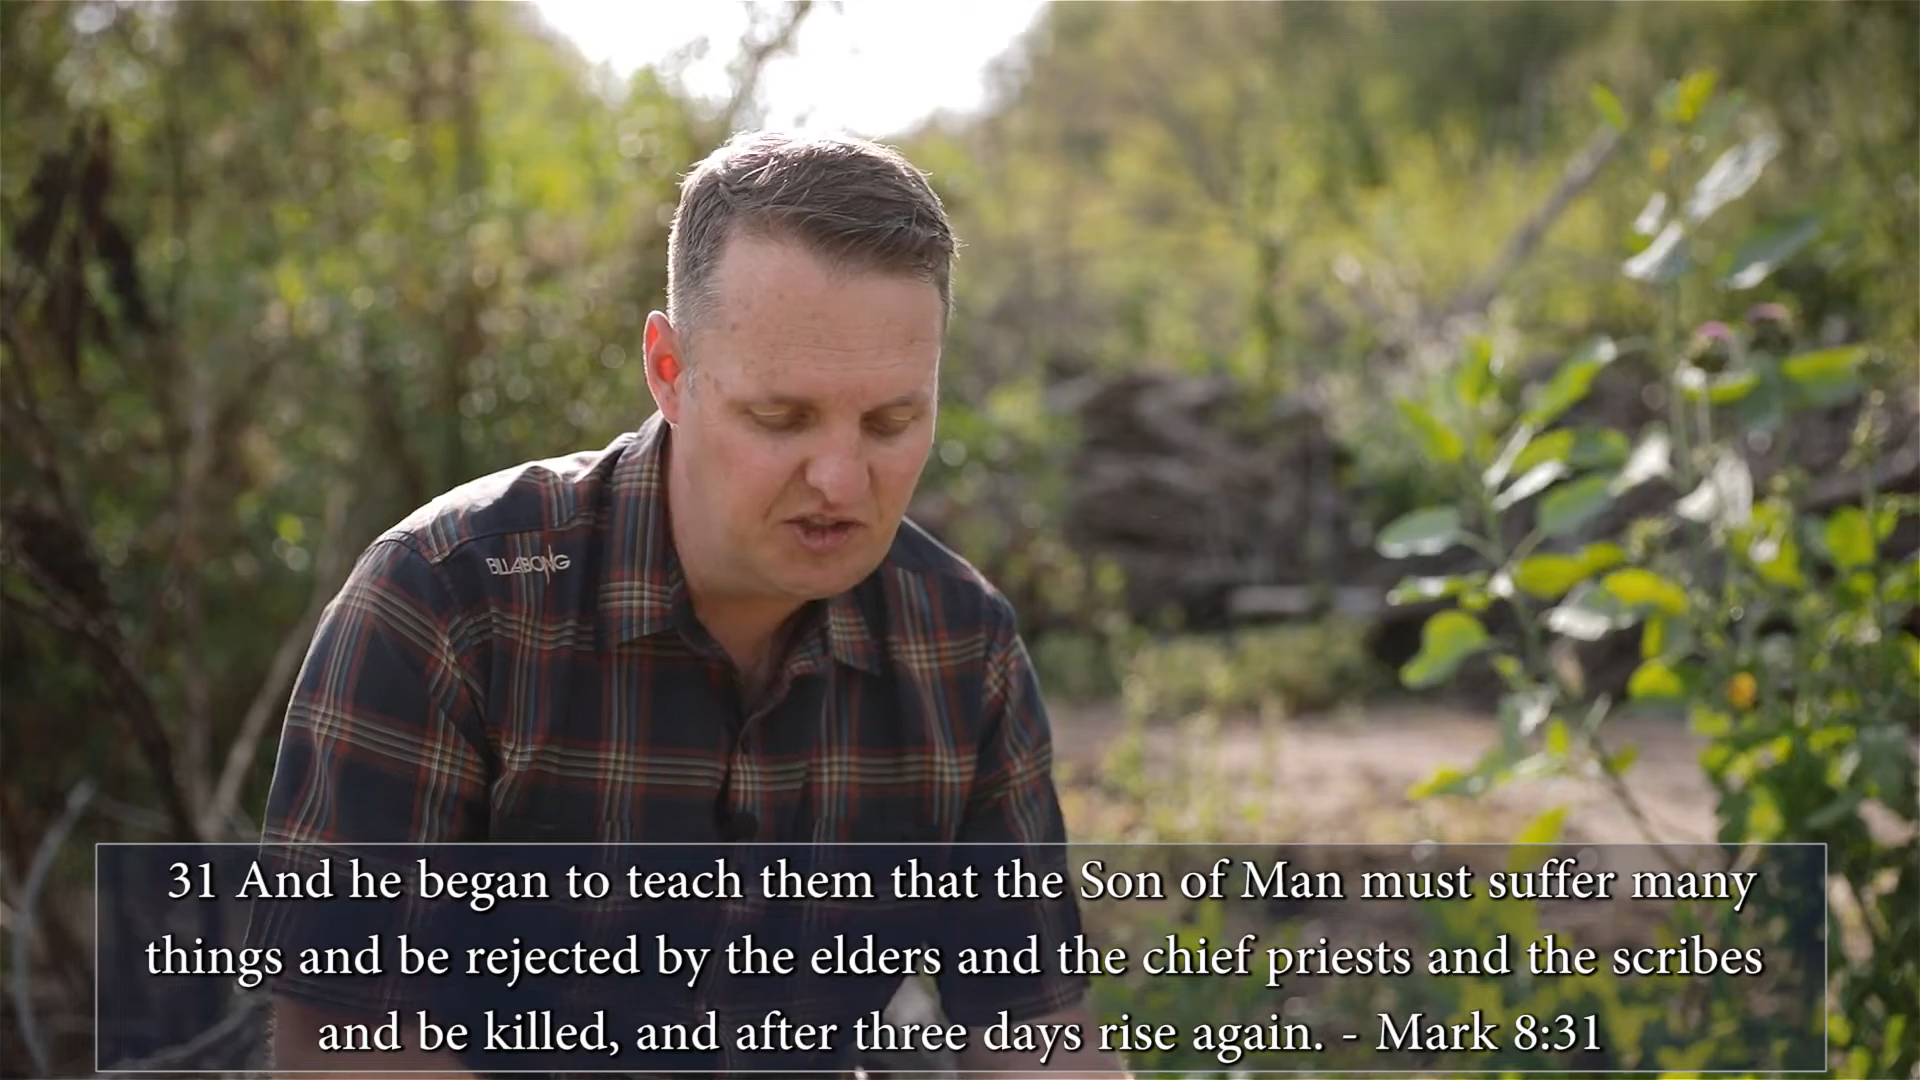 BILLABONG
31 And he began to teach them that the Son of Man must suffer many
things and be rejected by the elders and the chief priests and the scribes
and be killed, and after three days rise again. - Mark 8:31